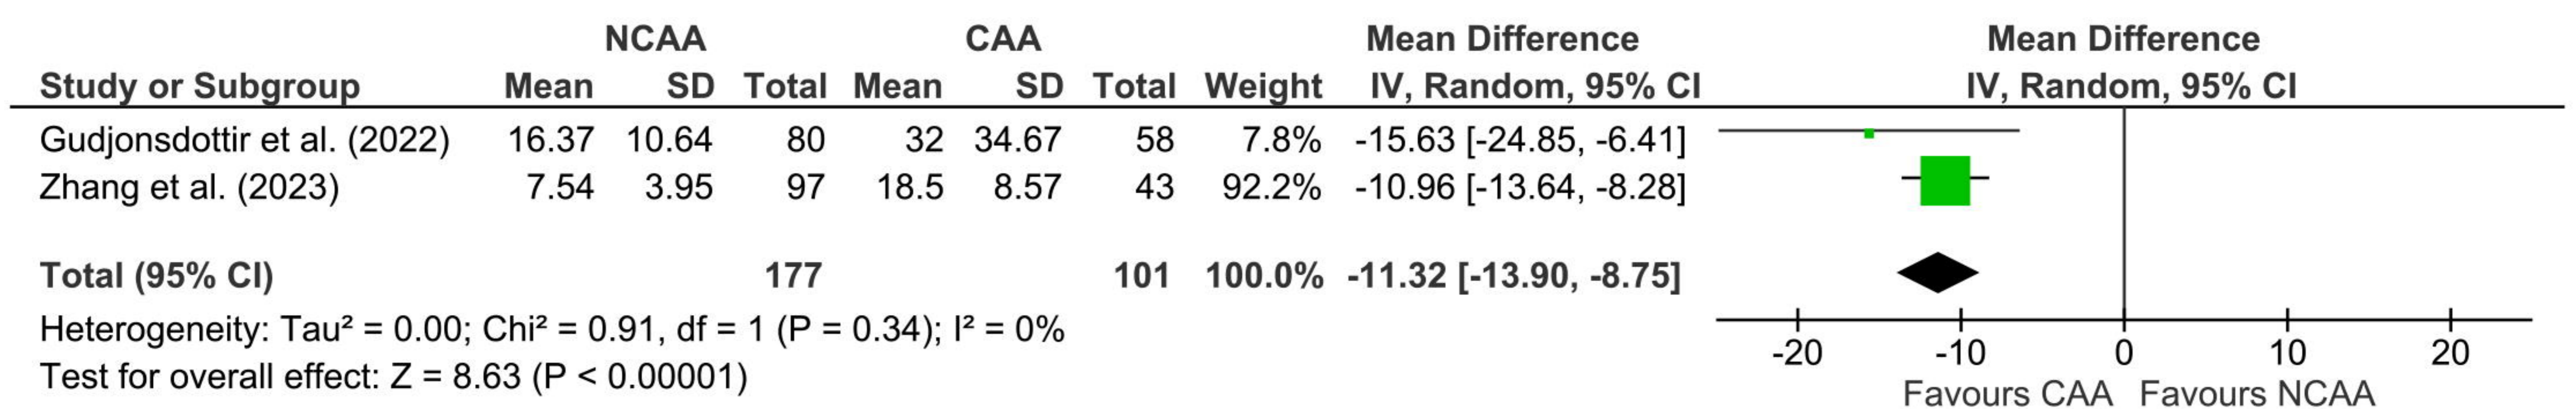 NCAA CAA Mean Difference Mean Difference
Study or Subgroup Mean SD Total Mean SD Total Weight IV, Random, 95% CI IV, Random, 95% CI
Gudjonsdottir et al. (2022) 16.37 10.64 80 32 34.67 58 7.8% -15.63 [-24.85, -6.41]
Zhang et al. (2023) 7.54 3.95 97 18.5 8.57 43 92.2% -10.96 [-13.64, -8.28]
Total (95% CI) 177 101 100.0% -11.32 [-13.90, -8.75]
Heterogeneity: Tau² = 0.00; Chi² = 0.91, df = 1 (P = 0.34); I² = 0%
Test for overall effect: Z = 8.63 (P < 0.00001)
-20 -10 0 10 20
Favours CAA Favours NCAA